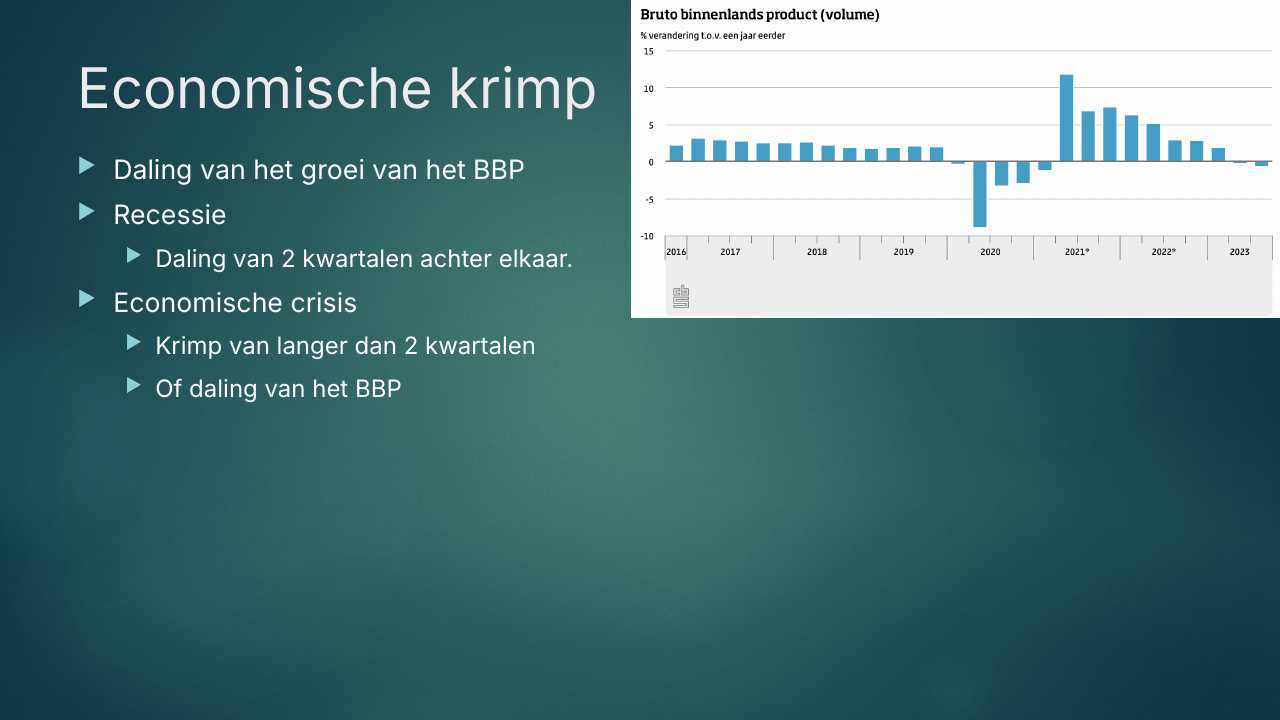 Economische krimp
Daling van het groei van het BBP
Recessie
Daling van 2 kwartalen achter elkaar.
Economische crisis
Krimp van langer dan 2 kwartalen
Of daling van het BBP
Bruto binnenlands product (volume)
% verandering t.o.v. een jaar eerder
15
10
5
0
-5
-10
2016 2017 2018 2019 2020 2021* 2022* 2023